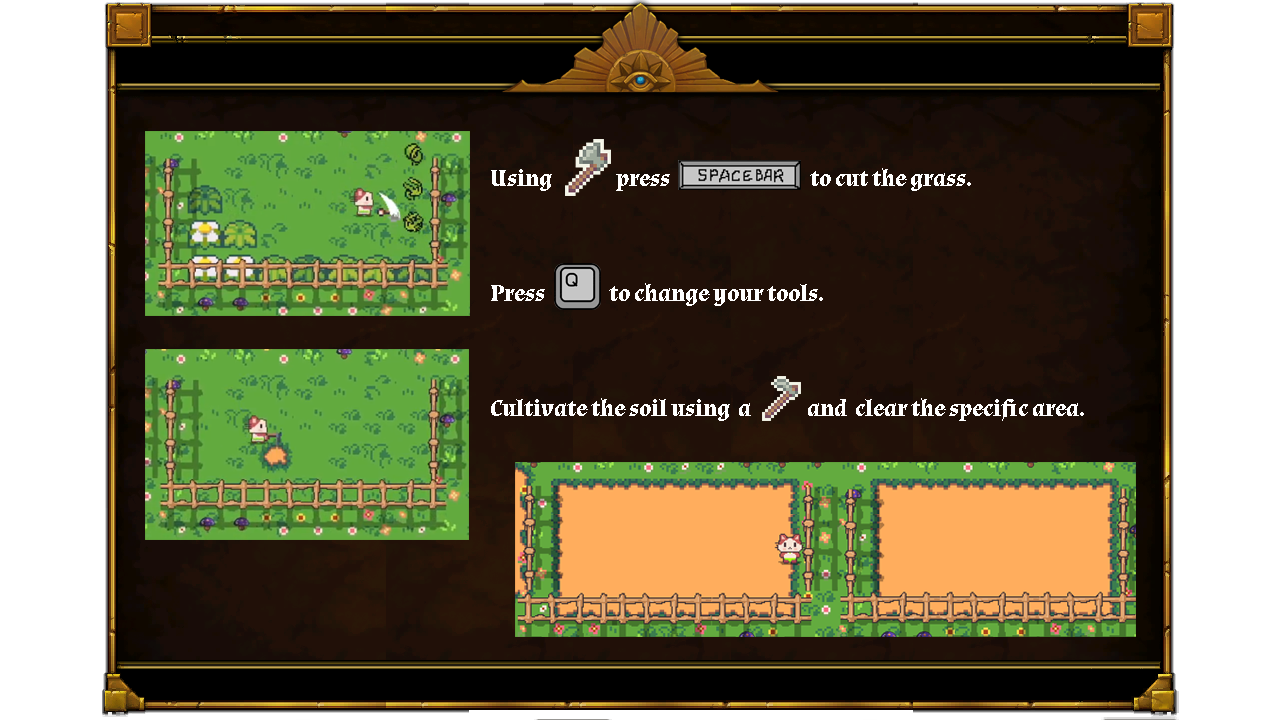 Using press SPACEBAR to cut the grass.
Press Q to change your tools.
Cultivate the soil using a and clear the specific area.